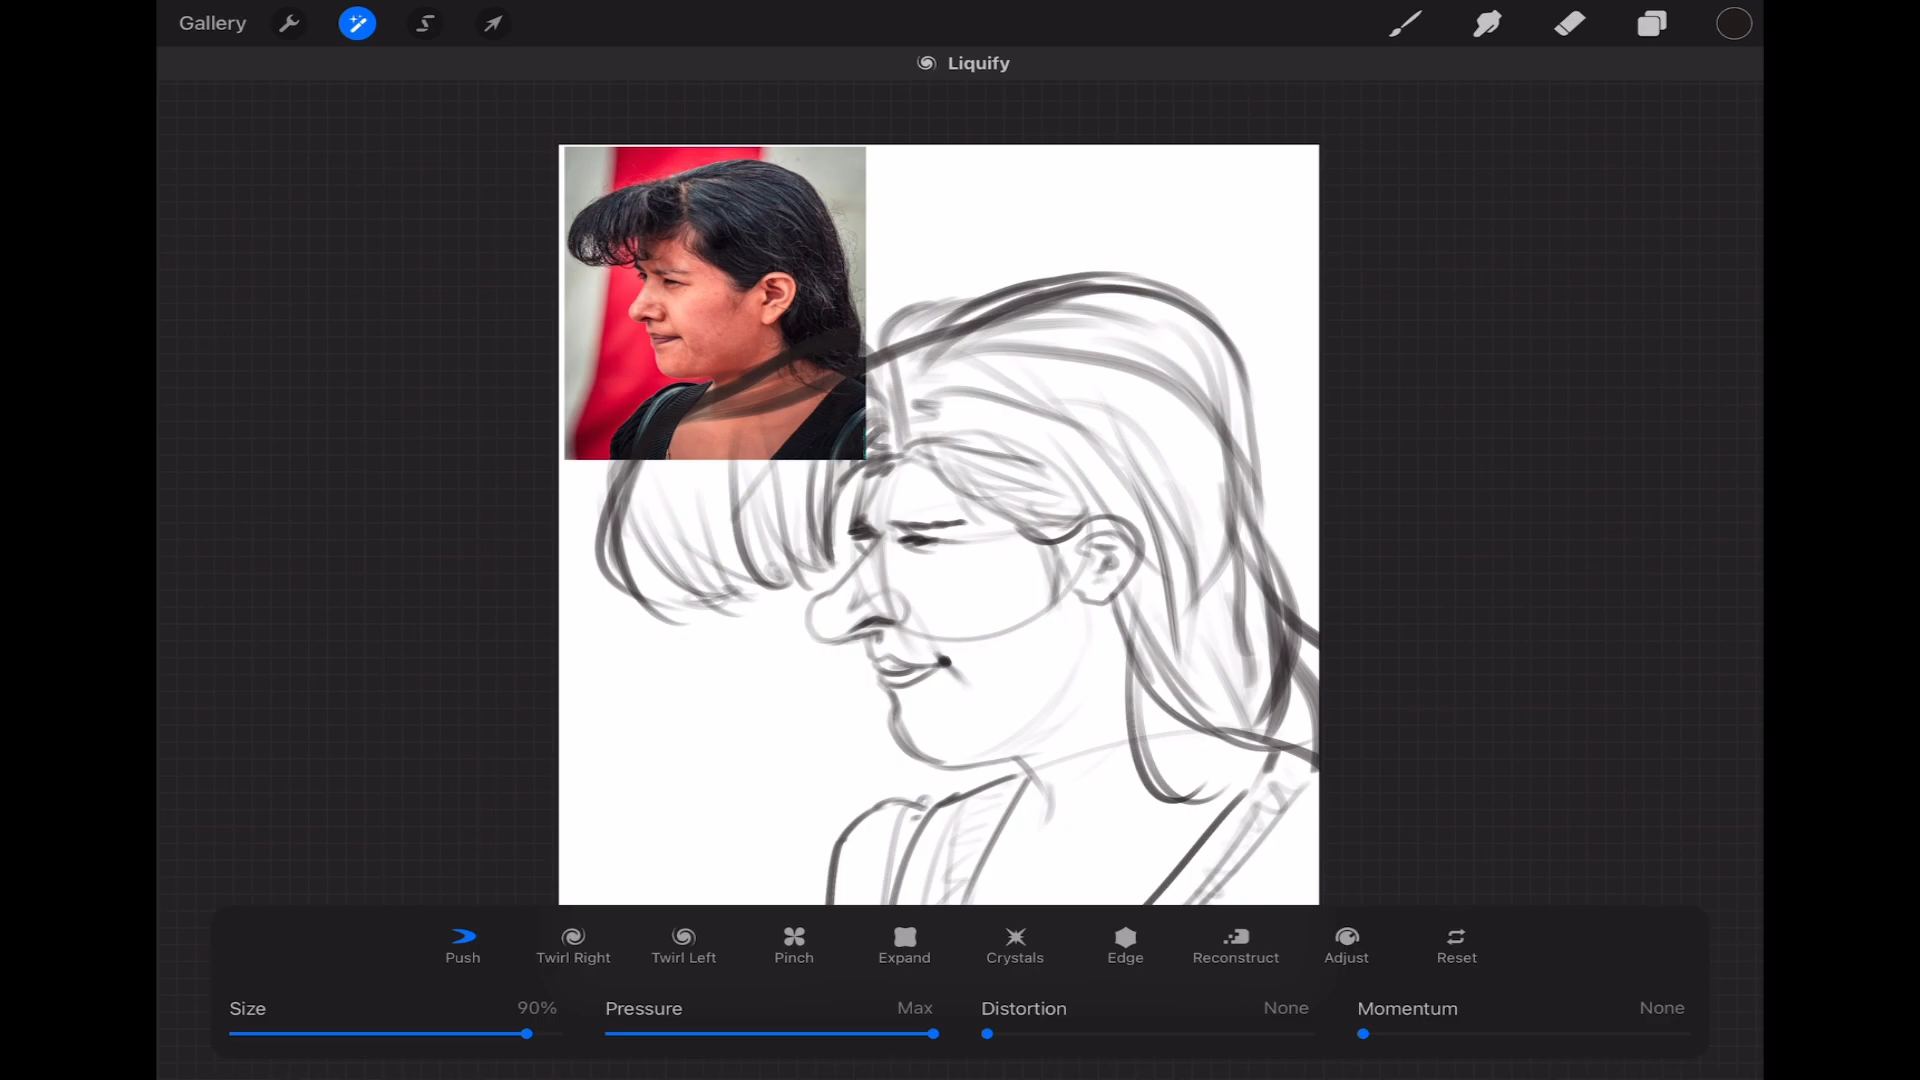 Gallery
Liquify
Push Twirl Right Twirl Left Pinch Expand Crystals Edge Reconstruct Adjust Reset
Size 90% Pressure Max Distortion None Momentum None